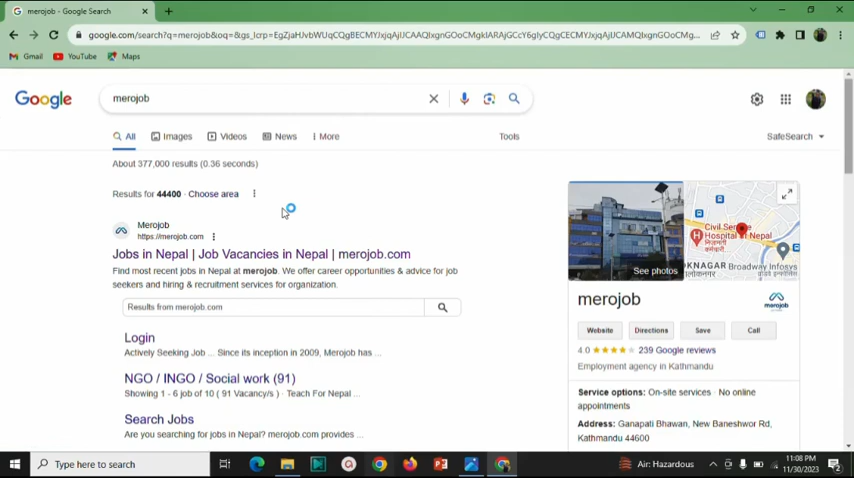 merojob - Google Search
google.com/search?q=merojob&oq=&gs_lcrp=EgZjaHJvbWUqCQgBECMYJxjqAjIJCAAQIxgnGOoCMgkIARAjGCcY6gIyCQgCECMYJxjqAjIJCAMQIxgnGOoCMg...
Gmail
YouTube
Maps
Google
merojob
All
Images
Videos
News
More
Tools
SafeSearch
About 377,000 results (0.36 seconds)
Results for 44400 · Choose area
Merojob
https://merojob.com
Jobs in Nepal | Job Vacancies in Nepal | merojob.com
Find most recent jobs in Nepal at merojob. We offer career opportunities & advice for job
seekers and hiring & recruitment services for organization.
Results from merojob.com
Login
Actively Seeking Job ... Since its inception in 2009, Merojob has ...
NGO / INGO / Social work (91)
Showing 1 - 6 job of 10 ( 91 Vacancy/s ) · Teach For Nepal ...
Search Jobs
Are you searching for jobs in Nepal? merojob.com provides ...
See photos
Civil Service
Hospital in Nepal
OKNAGAR
Broadway Infosys
merojob
merojob
Website
Directions
Save
Call
4.0
239 Google reviews
Employment agency in Kathmandu
Service options: On-site services · No online
appointments
Address: Ganapati Bhawan, New Baneshwor Rd,
Kathmandu 44600
Type here to search
Air: Hazardous
11:08 PM
11/30/2023
2